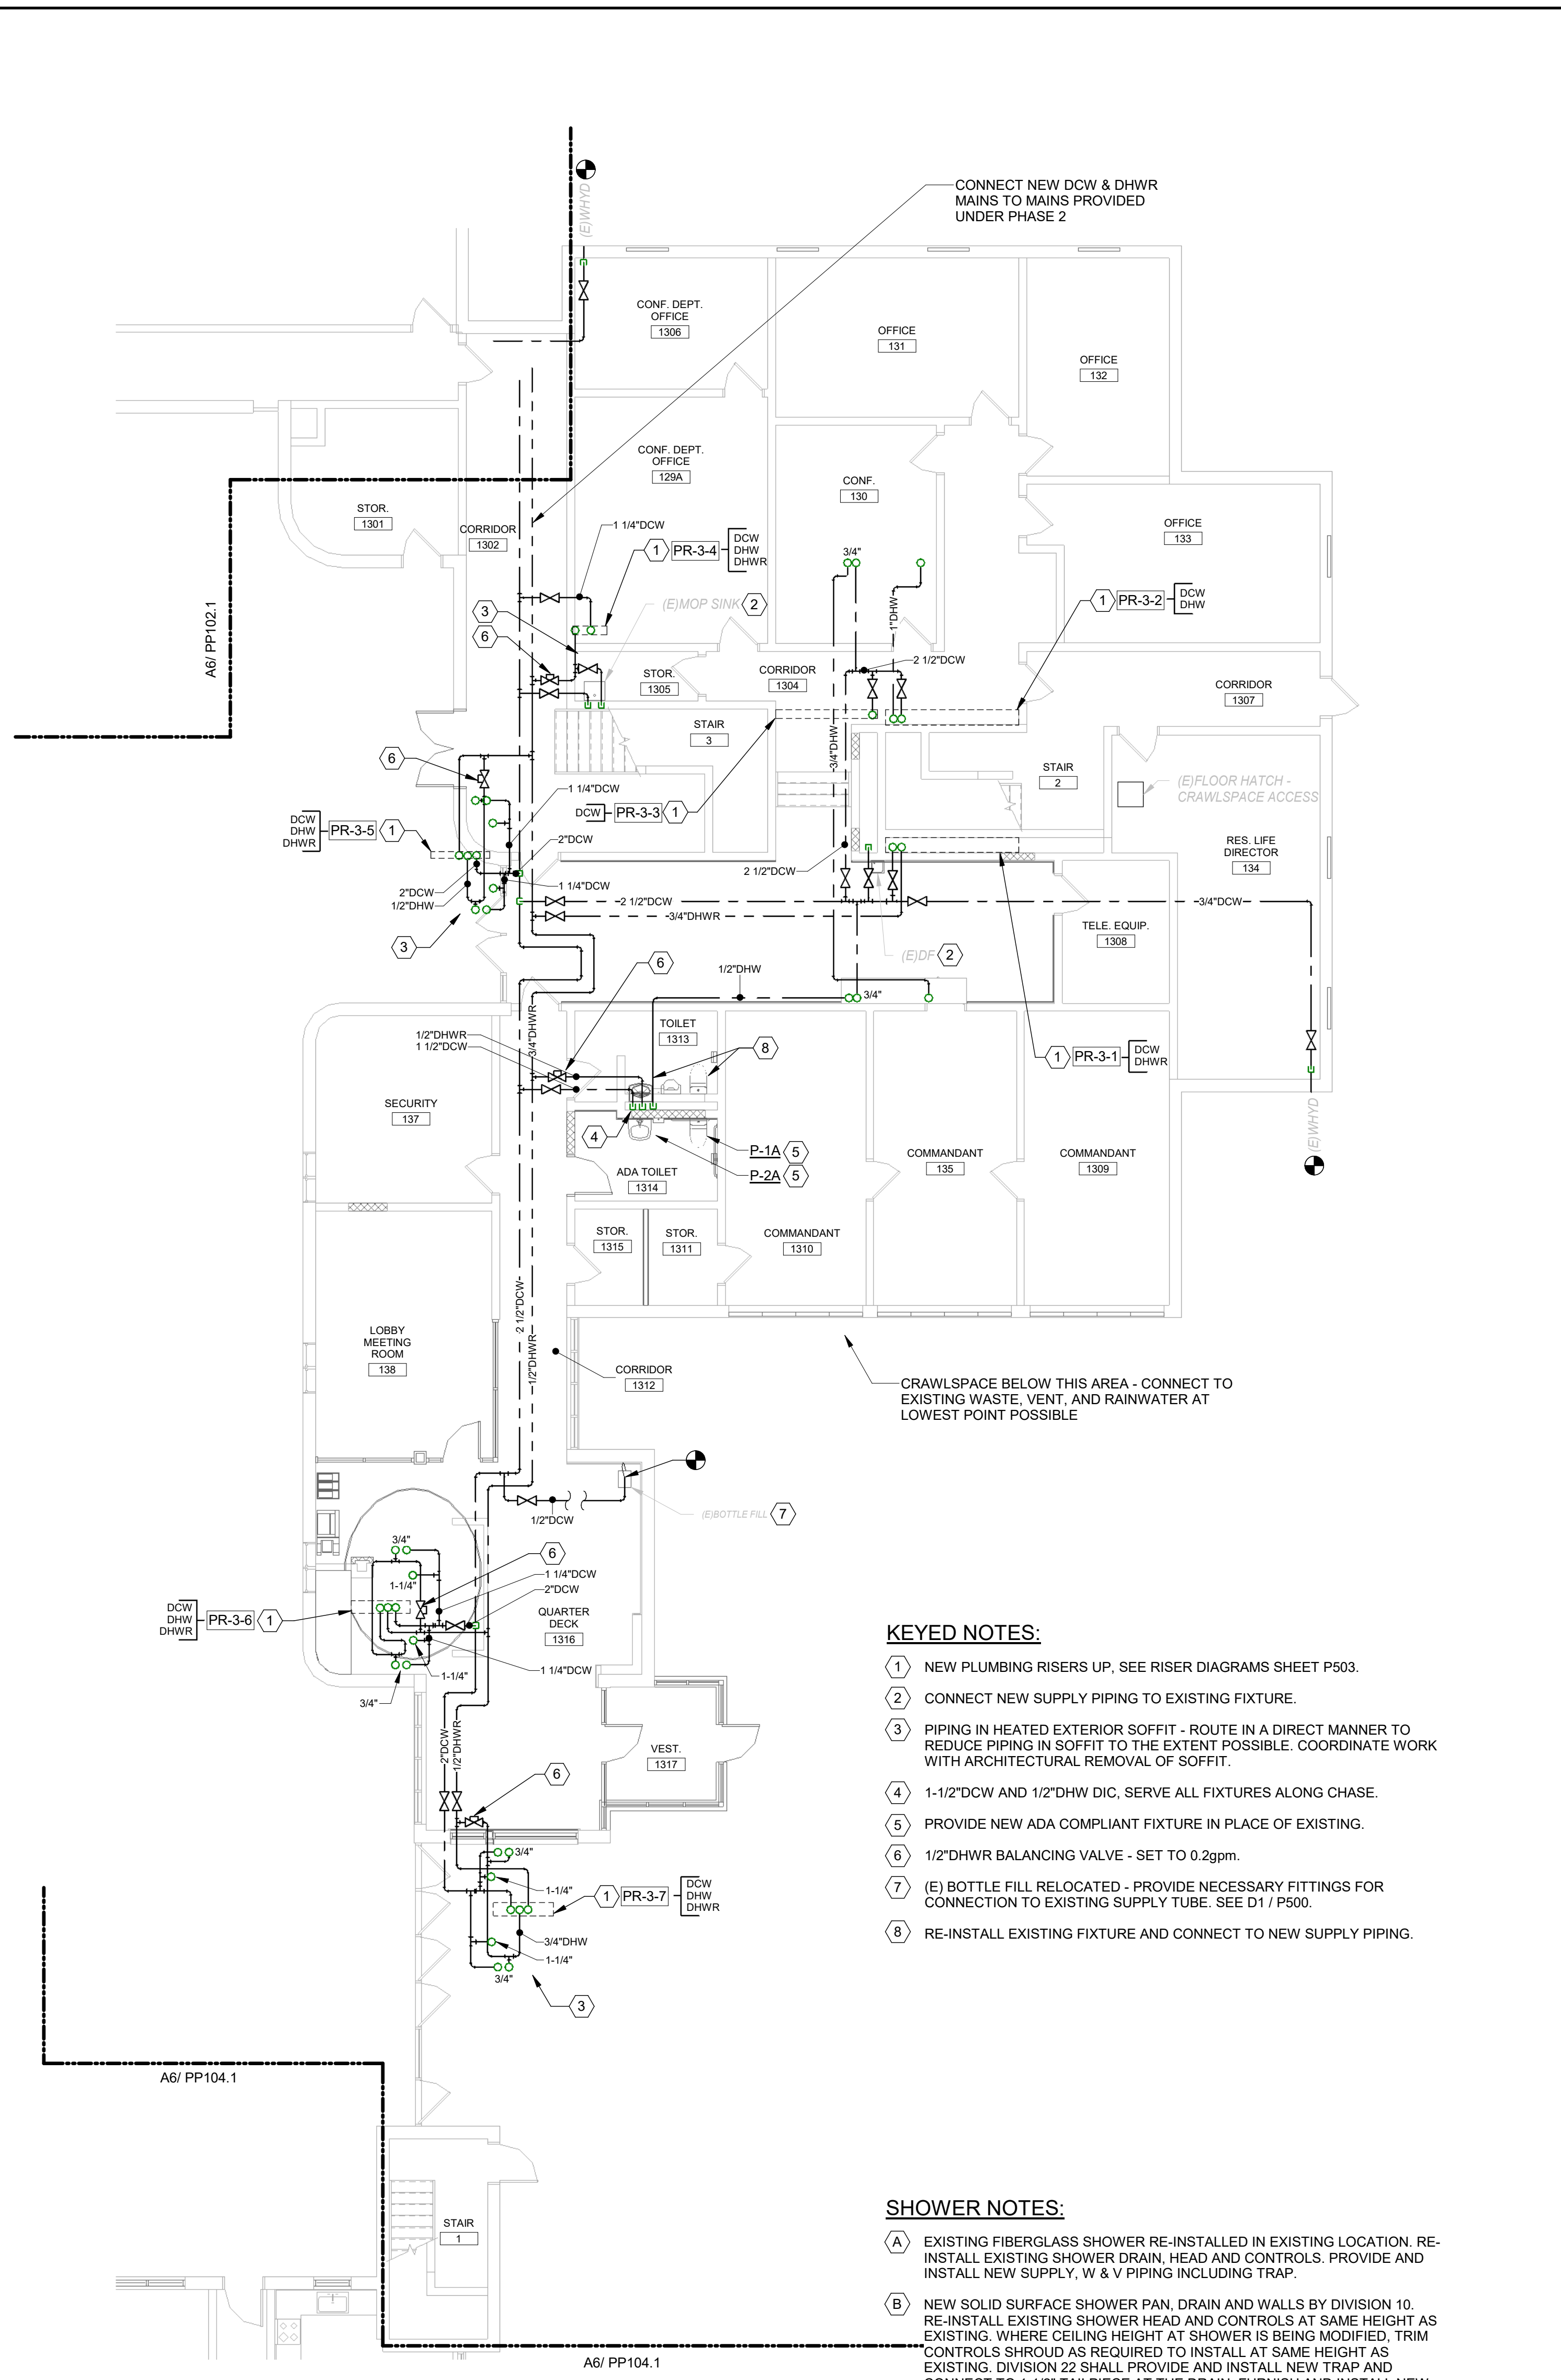 (E)WHYD
CONNECT NEW DCW & DHWR
MAINS TO MAINS PROVIDED
UNDER PHASE 2
CONF. DEPT.
OFFICE
1306
OFFICE
131
OFFICE
132
CONF. DEPT.
OFFICE
129A
CONF.
130
STOR.
1301
CORRIDOR
1302
OFFICE
133
A6/ PP102.1
1 1/4"DCW
1
PR-3-4
DCW
DHW
DHWR
3/4"
1"DHW
1
PR-3-2
DCW
DHW
3
6
(E)MOP SINK
2
STOR.
1305
CORRIDOR
1304
2 1/2"DCW
CORRIDOR
1307
STAIR
3
3/4"DHW
6
STAIR
2
(E)FLOOR HATCH -
CRAWLSPACE ACCESS
1 1/4"DCW
DCW
PR-3-3
1
DCW
DHW
DHWR
PR-3-5
1
2"DCW
RES. LIFE
DIRECTOR
134
2 1/2"DCW
1 1/4"DCW
2"DCW
1/2"DHW
2 1/2"DCW
3/4"DCW
3/4"DHWR
TELE. EQUIP.
1308
3
(E)DF
2
6
1/2"DHW
3/4"
3/4"DHWR
TOILET
1313
1/2"DHWR
1 1/2"DCW
8
1
PR-3-1
DCW
DHWR
SECURITY
137
4
P-1A
5
P-2A
5
(E)WHYD
ADA TOILET
1314
COMMANDANT
135
COMMANDANT
1309
STOR.
1315
STOR.
1311
COMMANDANT
1310
2 1/2"DCW
1/2"DHWR
LOBBY
MEETING
ROOM
138
CORRIDOR
1312
CRAWLSPACE BELOW THIS AREA - CONNECT TO
EXISTING WASTE, VENT, AND RAINWATER AT
LOWEST POINT POSSIBLE
1/2"DCW
(E)BOTTLE FILL
7
3/4"
6
1-1/4"
1 1/4"DCW
2"DCW
DCW
DHW
DHWR
PR-3-6
1
QUARTER
DECK
1316
1-1/4"
1 1/4"DCW
3/4"
2"DCW
1/2"DHWR
VEST.
1317
6
3/4"
1-1/4"
1
PR-3-7
DCW
DHW
DHWR
3/4"DHW
1-1/4"
3/4"
3
KEYED NOTES:
1 NEW PLUMBING RISERS UP, SEE RISER DIAGRAMS SHEET P503.
2 CONNECT NEW SUPPLY PIPING TO EXISTING FIXTURE.
3 PIPING IN HEATED EXTERIOR SOFFIT - ROUTE IN A DIRECT MANNER TO
REDUCE PIPING IN SOFFIT TO THE EXTENT POSSIBLE. COORDINATE WORK
WITH ARCHITECTURAL REMOVAL OF SOFFIT.
4 1-1/2"DCW AND 1/2"DHW DIC, SERVE ALL FIXTURES ALONG CHASE.
5 PROVIDE NEW ADA COMPLIANT FIXTURE IN PLACE OF EXISTING.
6 1/2"DHWR BALANCING VALVE - SET TO 0.2gpm.
7 (E) BOTTLE FILL RELOCATED - PROVIDE NECESSARY FITTINGS FOR
CONNECTION TO EXISTING SUPPLY TUBE. SEE D1 / P500.
8 RE-INSTALL EXISTING FIXTURE AND CONNECT TO NEW SUPPLY PIPING.
A6/ PP104.1
STAIR
1
A6/ PP104.1
SHOWER NOTES:
A EXISTING FIBERGLASS SHOWER RE-INSTALLED IN EXISTING LOCATION. RE-
INSTALL EXISTING SHOWER DRAIN, HEAD AND CONTROLS. PROVIDE AND
INSTALL NEW SUPPLY, W & V PIPING INCLUDING TRAP.
B NEW SOLID SURFACE SHOWER PAN, DRAIN AND WALLS BY DIVISION 10.
RE-INSTALL EXISTING SHOWER HEAD AND CONTROLS AT SAME HEIGHT AS
EXISTING. WHERE CEILING HEIGHT AT SHOWER IS BEING MODIFIED, TRIM
CONTROLS SHROUD AS REQUIRED TO INSTALL AT SAME HEIGHT AS
EXISTING. DIVISION 22 SHALL PROVIDE AND INSTALL NEW TRAP AND